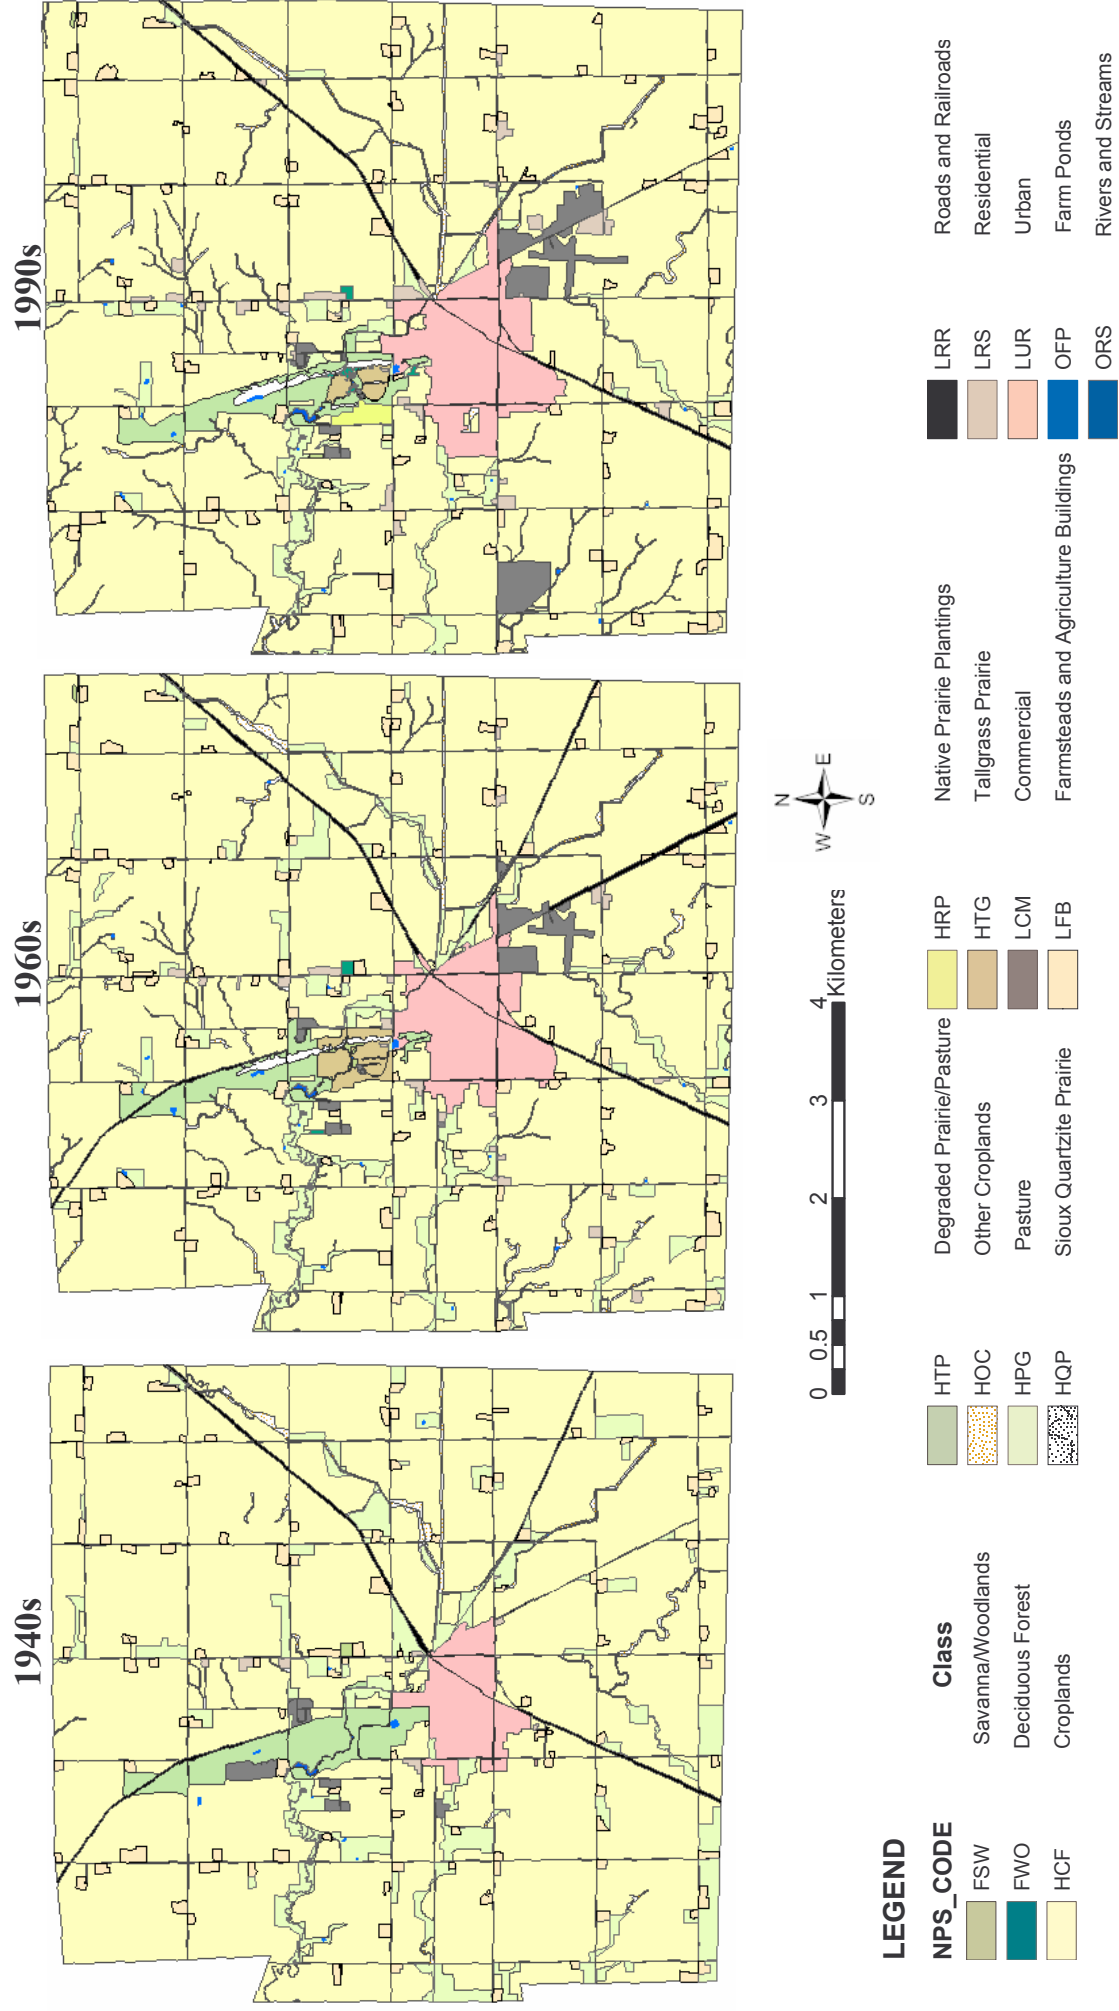 1940s
1960s
1990s
N
W E
S
0 0.5 1 2 3 4
Kilometers
LEGEND
NPS_CODE Class
FSW Savanna/Woodlands
FWO Deciduous Forest
HCF Croplands
HTP Degraded Prairie/Pasture
HOC Other Croplands
HPG Pasture
HQP Sioux Quartzite Prairie
HRP Native Prairie Plantings
HTG Tallgrass Prairie
LCM Commercial
LFB Farmsteads and Agriculture Buildings
LRR Roads and Railroads
LRS Residential
LUR Urban
OFP Farm Ponds
ORS Rivers and Streams